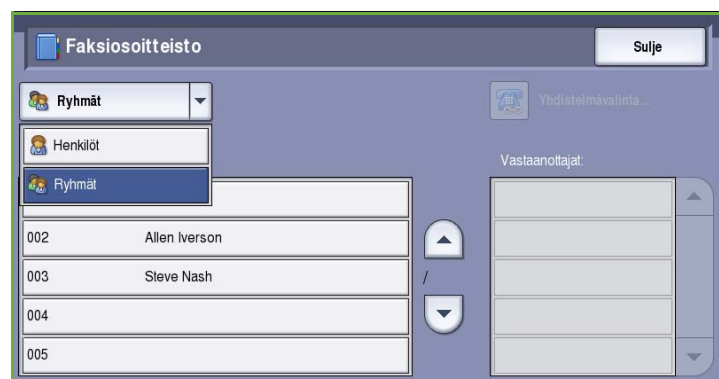 Faksiosoitteisto
Sulje
Ryhmät
Yhdistelmävalinta...
Henkilöt
Ryhmät
Vastaanottajat:
002 Allen Iverson
003 Steve Nash
/
004
005